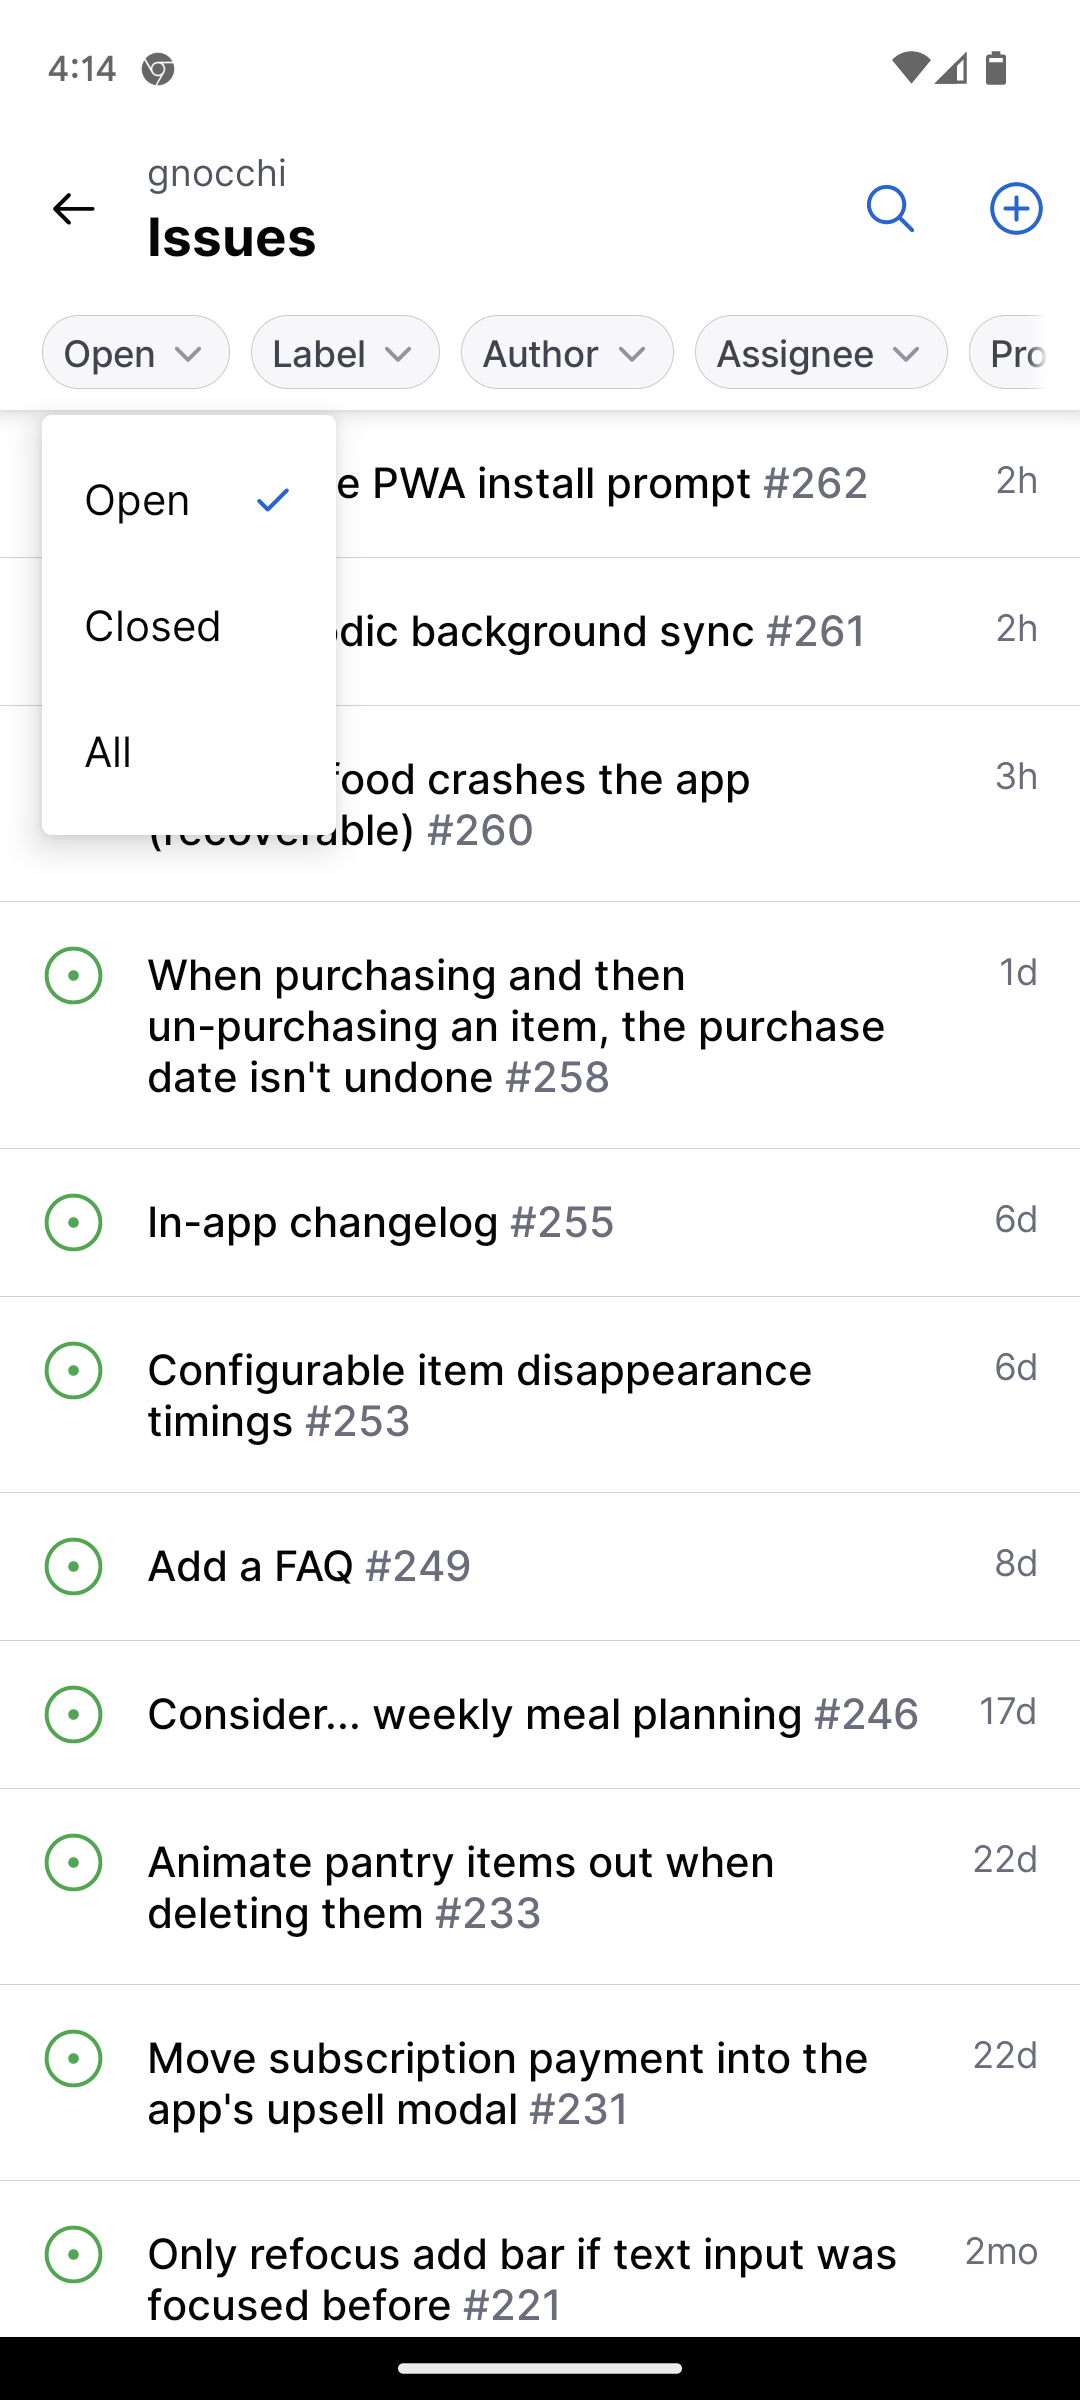 4:14
gnocchi
Issues
Open
Label
Author
Assignee
Pro
Open
Closed
All
e PWA install prompt #262
2h
dic background sync #261
2h
food crashes the app
(recoverable) #260
3h
When purchasing and then
un-purchasing an item, the purchase
date isn't undone #258
1d
In-app changelog #255
6d
Configurable item disappearance
timings #253
6d
Add a FAQ #249
8d
Consider... weekly meal planning #246
17d
Animate pantry items out when
deleting them #233
22d
Move subscription payment into the
app's upsell modal #231
22d
Only refocus add bar if text input was
focused before #221
2mo